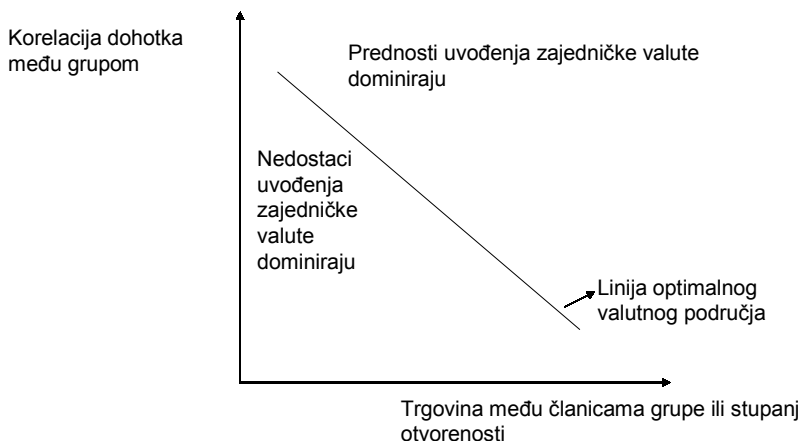 Korelacija dohotka
među grupom
Prednosti uvođenja zajedničke valute
dominiraju
Nedostaci
uvođenja
zajedničke
valute
dominiraju
Linija optimalnog
valutnog područja
Trgovina među članicama grupe ili stupanj
otvorenosti